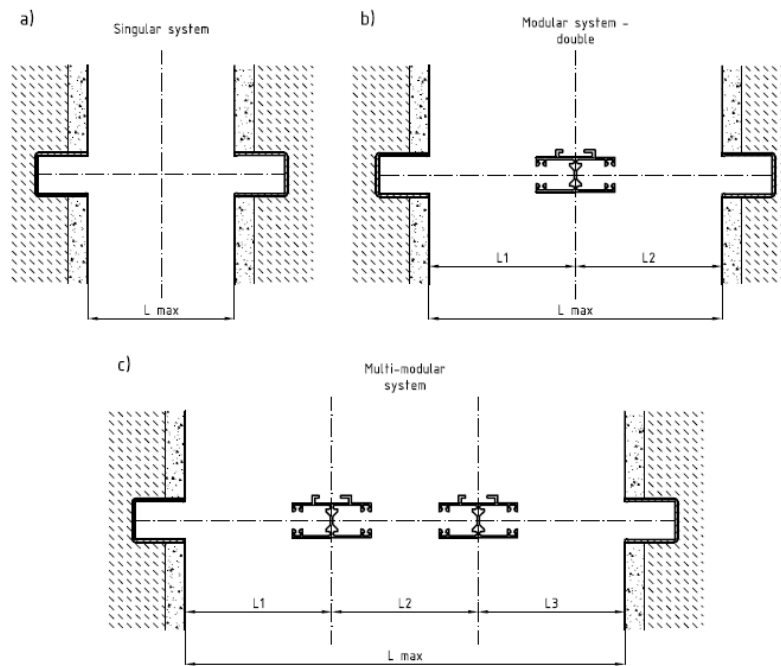 a)
Singular system
L max
b)
Modular system -
double
L1
L2
L max
c)
Multi-modular
system
L1
L2
L3
L max